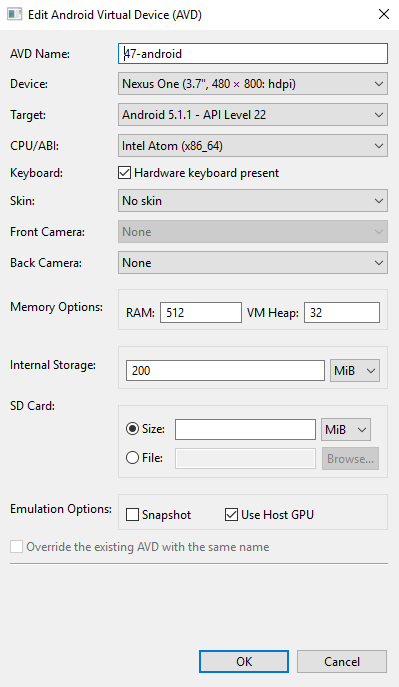 Edit Android Virtual Device (AVD)
AVD Name: 47-android
Device: Nexus One (3.7", 480 × 800: hdpi)
Target: Android 5.1.1 - API Level 22
CPU/ABI: Intel Atom (x86_64)
Keyboard: Hardware keyboard present
Skin: No skin
Front Camera: None
Back Camera: None
Memory Options: RAM: 512 VM Heap: 32
Internal Storage: 200 MiB
SD Card:
Size: MiB
File: Browse...
Emulation Options: Snapshot Use Host GPU
Override the existing AVD with the same name
OK Cancel